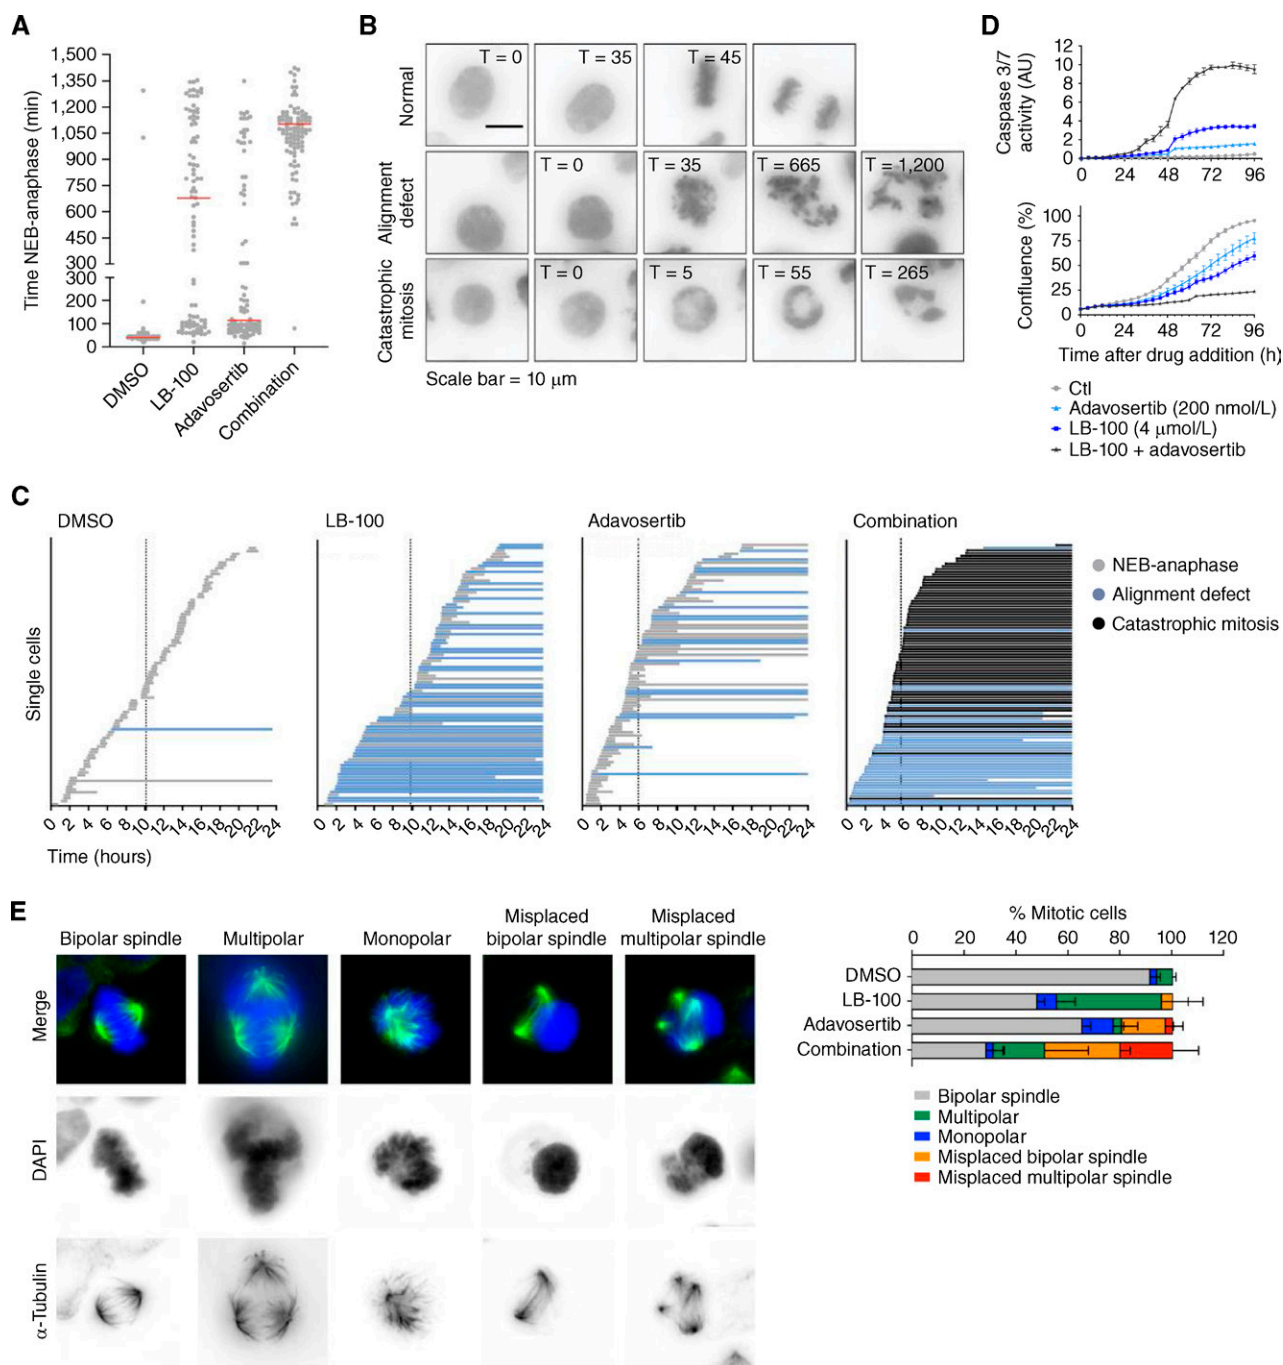 A
Time NEB-anaphase (min)
1,500
1,350
1,200
1,050
900
750
600
450
300
300
200
100
0
DMSO
LB-100
Adavosertib
Combination
B
Normal
T = 0
T = 35
T = 45
Alignment
defect
T = 0
T = 35
T = 665
T = 1,200
Catastrophic
mitosis
T = 0
T = 5
T = 55
T = 265
Scale bar = 10 μm
D
Caspase 3/7
activity (AU)
12
10
8
6
4
2
0
0 24 48 72 96
Confluence (%)
100
75
50
25
0
0 24 48 72 96
Time after drug addition (h)
Ctl
Adavosertib (200 nmol/L)
LB-100 (4 μmol/L)
LB-100 + adavosertib
C
Single cells
DMSO
0 2 4 6 8 10 12 14 16 18 20 22 24
Time (hours)
LB-100
0 2 4 6 8 10 12 14 16 18 20 22 24
Adavosertib
0 2 4 6 8 10 12 14 16 18 20 22 24
Combination
0 2 4 6 8 10 12 14 16 18 20 22 24
NEB-anaphase
Alignment defect
Catastrophic mitosis
E
Bipolar spindle
Multipolar
Monopolar
Misplaced
bipolar spindle
Misplaced
multipolar spindle
Merge
DAPI
α-Tubulin
% Mitotic cells
0 20 40 60 80 100 120
DMSO
LB-100
Adavosertib
Combination
Bipolar spindle
Multipolar
Monopolar
Misplaced bipolar spindle
Misplaced multipolar spindle